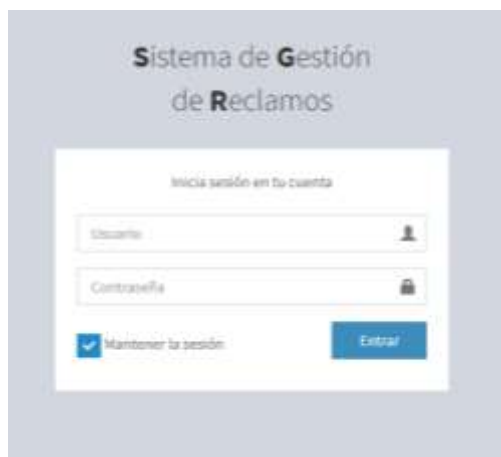 Sistema de Gestión
de Reclamos
Inicia sesión en tu cuenta
Usuario
Contraseña
Mantener la sesión
Entrar